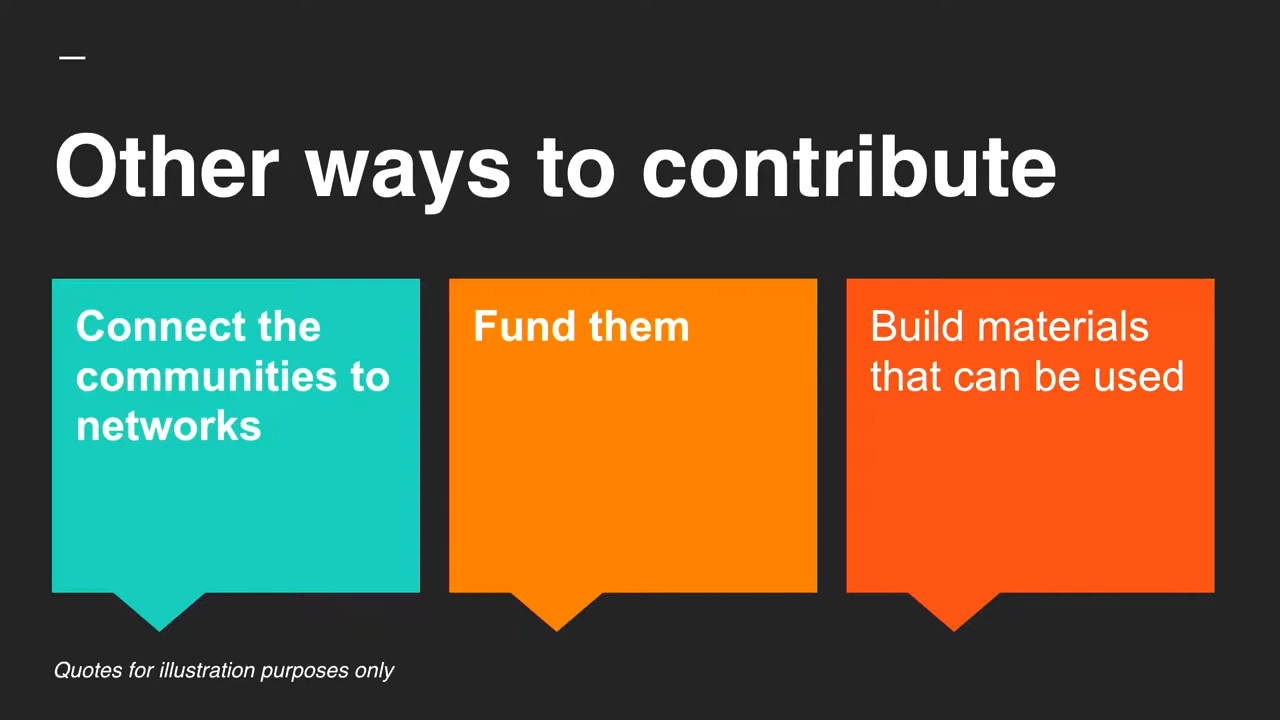 Other ways to contribute
Connect the
communities to
networks
Fund them
Build materials
that can be used
Quotes for illustration purposes only